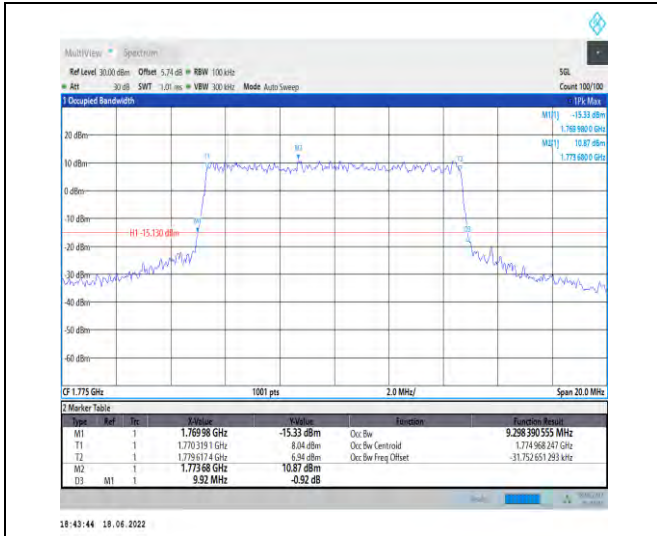 MultiView Spectrum
Ref Level 30.00 dBm Offset 5.74 dB RBW 100 kHz SGL
Att 30 dB SWT 1.01 ms VBW 300 kHz Mode Auto Sweep Count 100/100
1 Occupied Bandwidth 1Pk Max
M1[1] -15.33 dBm
1.769 980 0 GHz
M2[1] 10.87 dBm
1.773 680 0 GHz
20 dBm
M2
T1 T2
10 dBm
0 dBm
-10 dBm
H1 -15.130 dBm
-20 dBm
-30 dBm
-40 dBm
-50 dBm
-60 dBm
CF 1.775 GHz 1001 pts 2.0 MHz/ Span 20.0 MHz
2 Marker Table
Type Ref Trc X-Value Y-Value Function Function Result
M1 1 1.769 98 GHz -15.33 dBm Occ Bw 9.298 390 555 MHz
T1 1 1.770 319 1 GHz 8.04 dBm Occ Bw Centroid 1.774 968 247 GHz
T2 1 1.779 617 4 GHz 6.94 dBm Occ Bw Freq Offset -31.752 651 293 kHz
M2 1 1.773 68 GHz 10.87 dBm
D3 M1 1 9.92 MHz -0.92 dB
18:43:44 18.06.2022